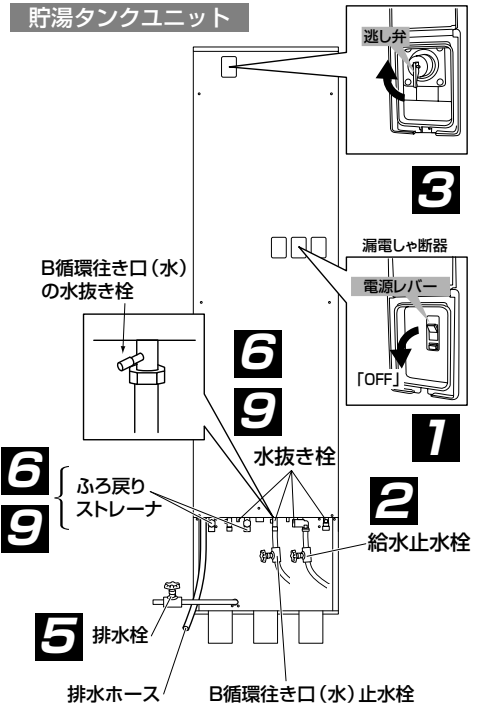 貯湯タンクユニット
逃し弁
3
漏電しゃ断器
電源レバー
「OFF」
1
B循環往き口（水）
の水抜き栓
6
9
水抜き栓
6
9
ふろ戻り
ストレーナ
2
給水止水栓
5
排水栓
排水ホース
B循環往き口（水）止水栓